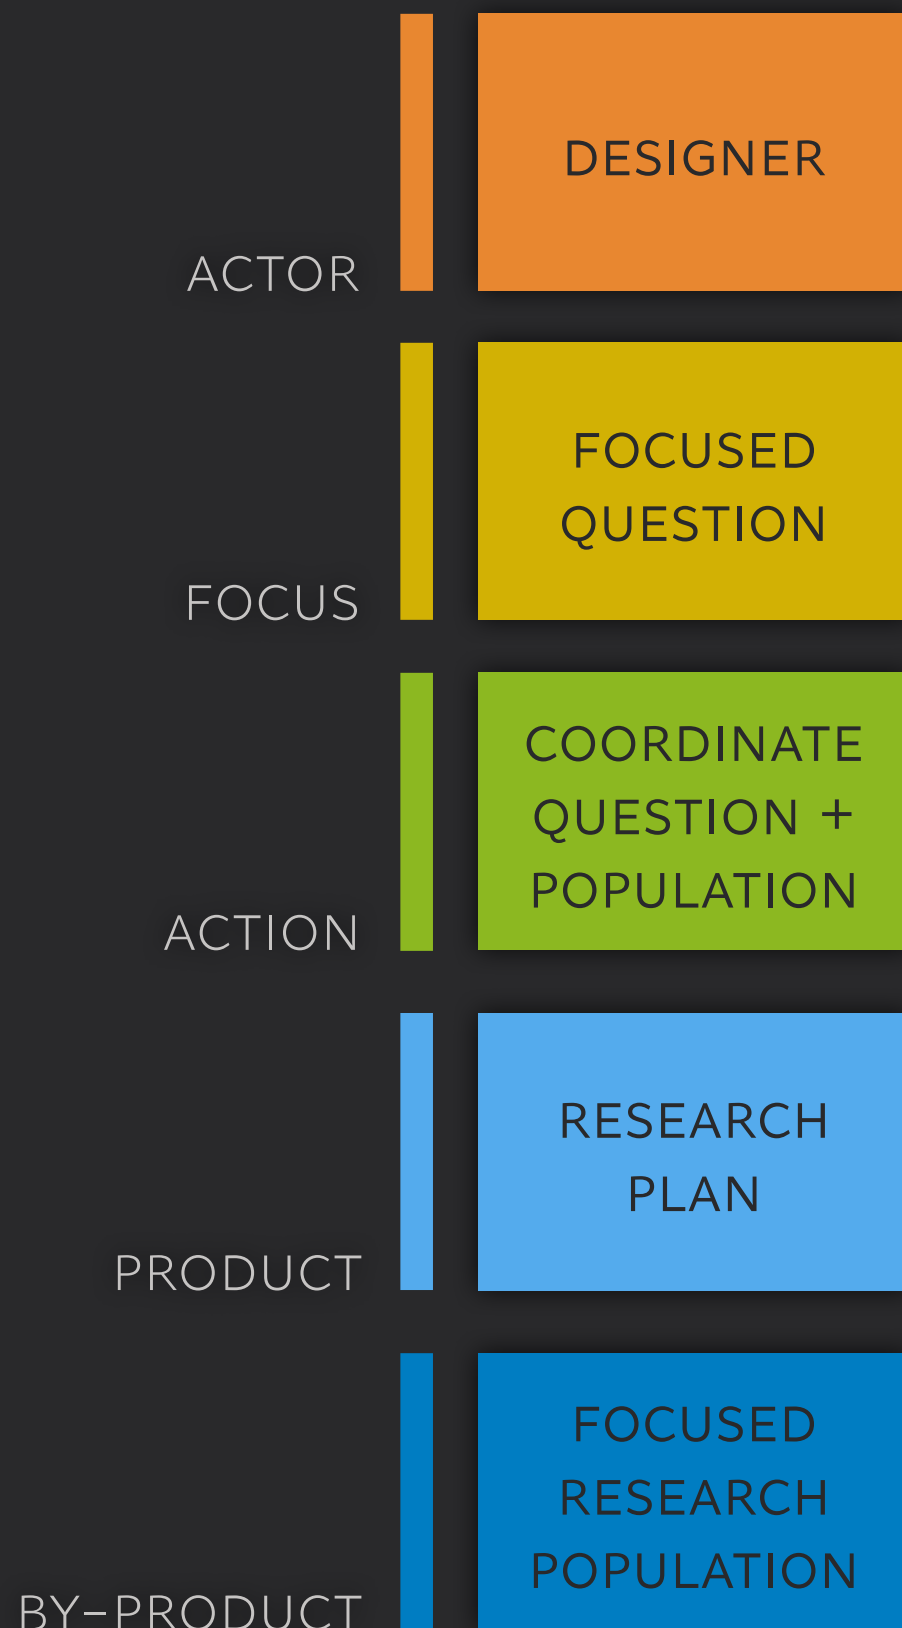 DESIGNER
ACTOR
FOCUSED
QUESTION
FOCUS
COORDINATE
QUESTION +
POPULATION
ACTION
RESEARCH
PLAN
PRODUCT
FOCUSED
RESEARCH
POPULATION
BY-PRODUCT